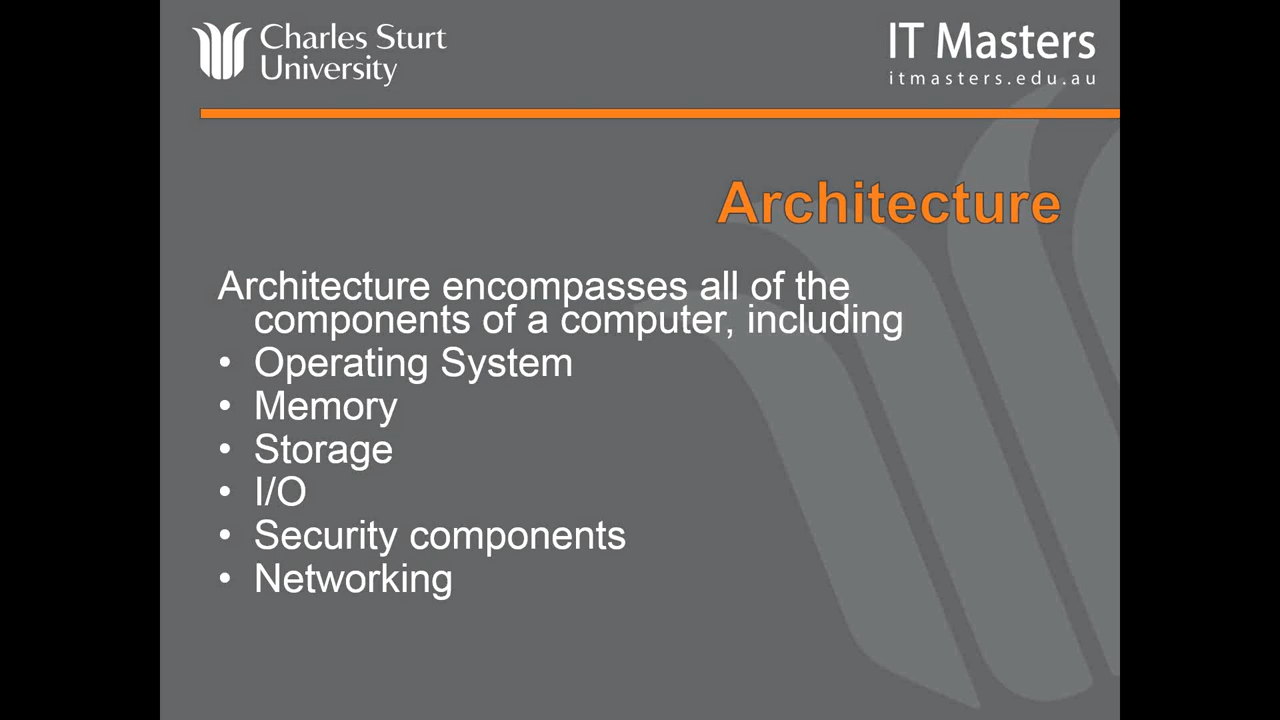 Charles Sturt
University
IT Masters
itmasters.edu.au
Architecture
Architecture encompasses all of the
components of a computer, including
• Operating System
• Memory
• Storage
• I/O
• Security components
• Networking